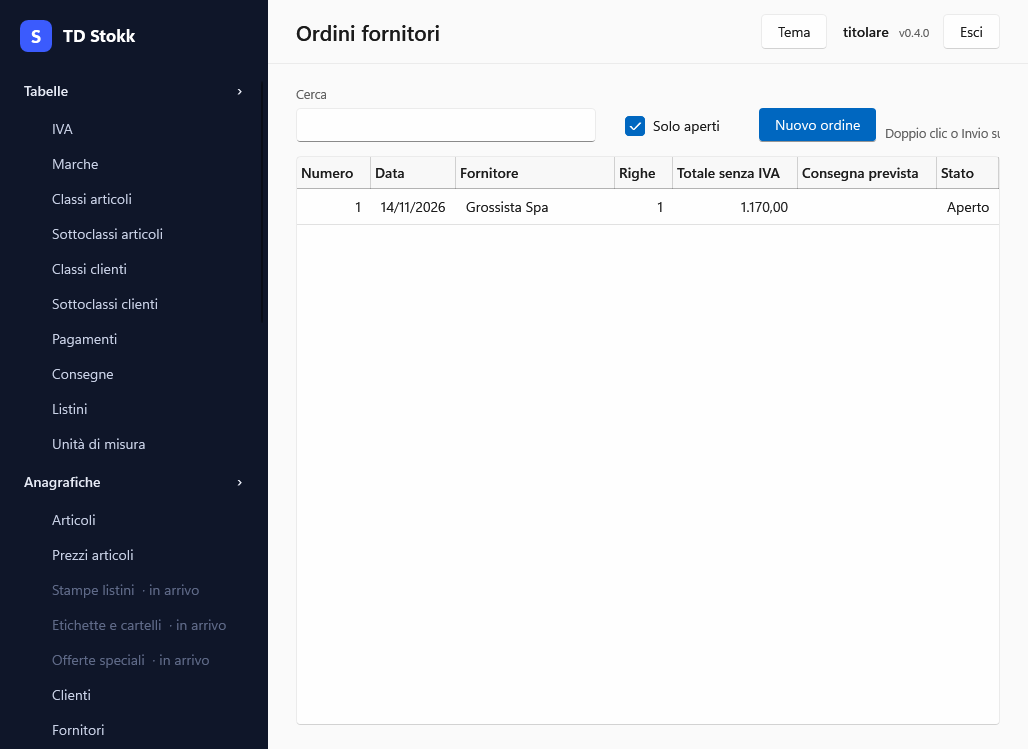 S TD Stokk
Tabelle
IVA
Marche
Classi articoli
Sottoclassi articoli
Classi clienti
Sottoclassi clienti
Pagamenti
Consegne
Listini
Unità di misura
Anagrafiche
Articoli
Prezzi articoli
Stampe listini · in arrivo
Etichette e cartelli · in arrivo
Offerte speciali · in arrivo
Clienti
Fornitori
Ordini fornitori
Tema titolare v0.4.0 Esci
Cerca
Solo aperti Nuovo ordine Doppio clic o Invio su
Numero Data Fornitore Righe Totale senza IVA Consegna prevista Stato
1 14/11/2026 Grossista Spa 1 1.170,00 Aperto